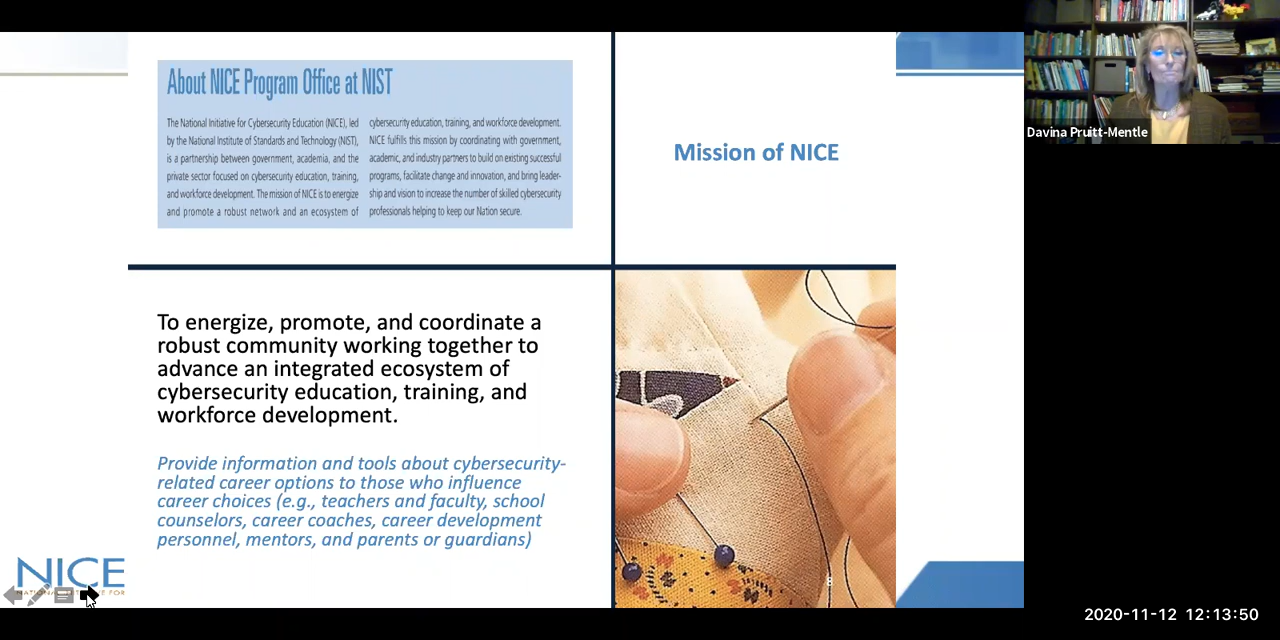 About NICE Program Office at NIST
The National Initiative for Cybersecurity Education (NICE), led
by the National Institute of Standards and Technology (NIST),
is a partnership between government, academia, and the
private sector focused on cybersecurity education, training,
and workforce development. The mission of NICE is to energize
and promote a robust network and an ecosystem of
cybersecurity education, training, and workforce development.
NICE fulfills this mission by coordinating with government,
academic, and industry partners to build on existing successful
programs, facilitate change and innovation, and bring leader-
ship and vision to increase the number of skilled cybersecurity
professionals helping to keep our Nation secure.
Mission of NICE
Davina Pruitt-Mentle
To energize, promote, and coordinate a
robust community working together to
advance an integrated ecosystem of
cybersecurity education, training, and
workforce development.
Provide information and tools about cybersecurity-
related career options to those who influence
career choices (e.g., teachers and faculty, school
counselors, career coaches, career development
personnel, mentors, and parents or guardians)
NICE
2020-11-12 12:13:50